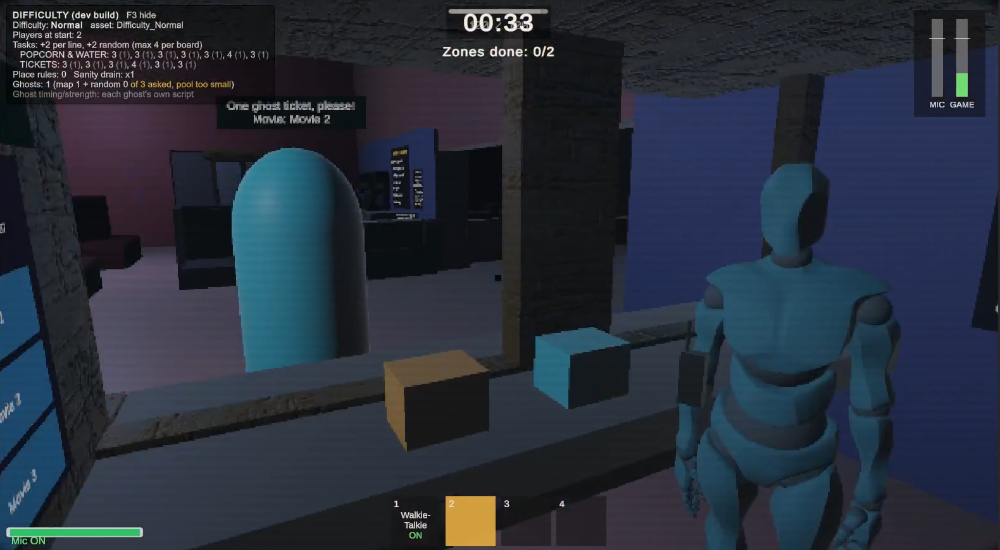 DIFFICULTY (dev build) F3 hide
Difficulty: Normal asset: Difficulty_Normal
Players at start: 2
Tasks: +2 per line, +2 random (max 4 per board)
POPCORN & WATER: 3 (1), 3 (1), 3 (1), 3 (1), 3 (1), 4 (1), 3 (1)
TICKETS: 3 (1), 3 (1), 3 (1), 4 (1), 3 (1), 3 (1)
Place rules: 0 Sanity drain: x1
Ghosts: 1 (map 1 + random 0 of 3 asked, pool too small)
Ghost timing/strength: each ghost's own script
00:33
Zones done: 0/2
MIC GAME
One ghost ticket, please!
Movie: Movie 2
Movie 3
1
Walkie-
Talkie
ON
2
3
4
Mic ON